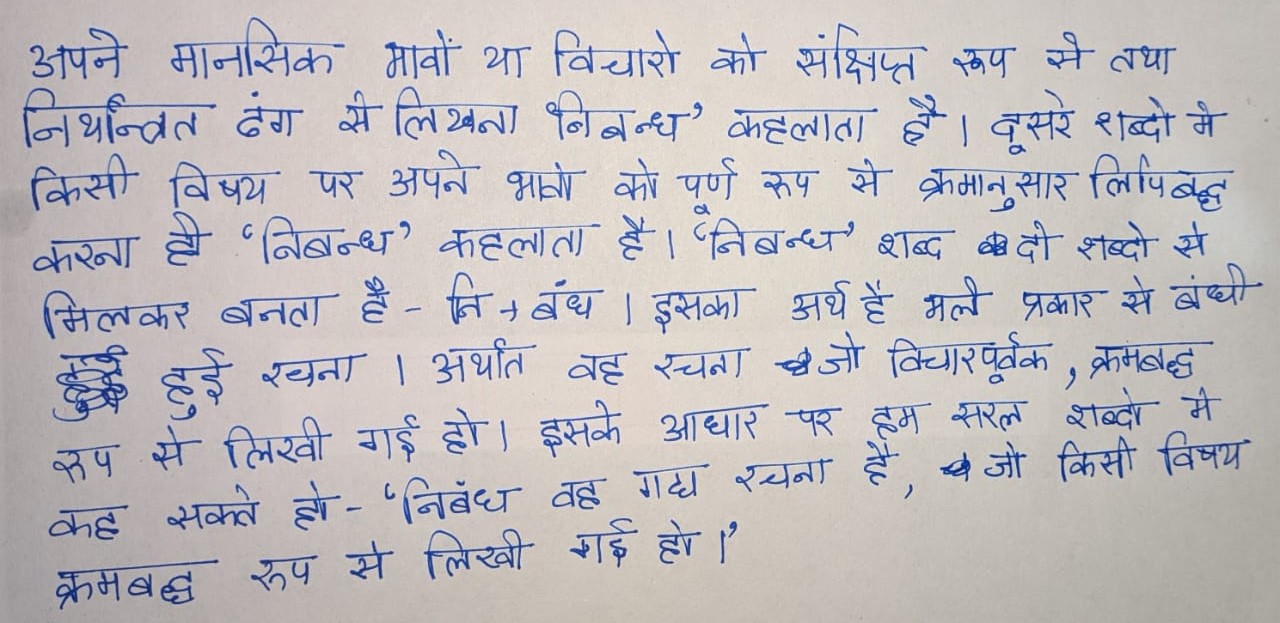 अपने मानसिक भावों या विचारो को संक्षिप्त रूप से तथा
ढंग से लिखना 'निबन्ध' कहलाता है। दूसरे शब्दो मे
किसी विषय पर अपने भावो को पूर्ण रूप से क्रमानुसार लिपिबद्ध
करना ही 'निबन्ध' कहलाता है। 'निबन्ध' शब्द दो शब्दो से
मिलकर बनता है - नि + बंध । इसका अर्थ है भले प्रकार से बंधी
हुई रचना । अर्थात वह रचना जो विचारपूर्वक, क्रमबद्ध
रूप से लिखी गई हो। इसके आधार पर हम सरल शब्दो मे
कह सकते हो - 'निबंध वह गद्य रचना है, जो किसी विषय
क्रमबद्ध रूप से लिखी गई हो।'